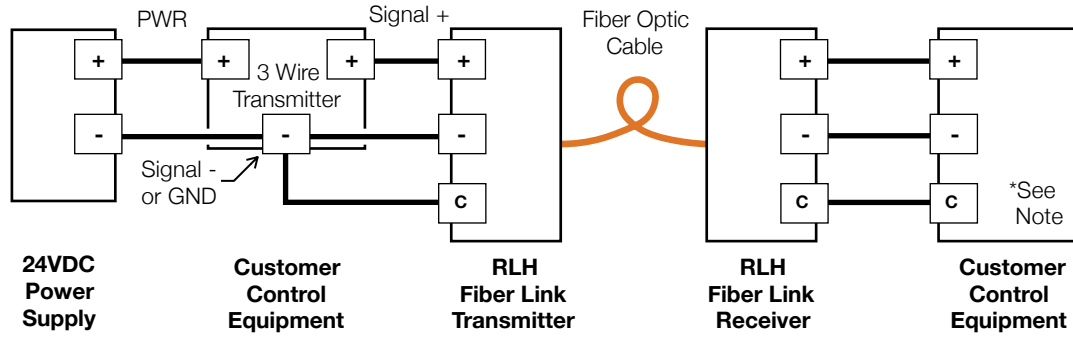 PWR
Signal +
Fiber Optic
Cable
+
+
+
+
+
+
3 Wire
Transmitter
-
-
-
-
-
Signal -
or GND
C
C
C
*See
Note
24VDC
Power
Supply
Customer
Control
Equipment
RLH
Fiber Link
Transmitter
RLH
Fiber Link
Receiver
Customer
Control
Equipment